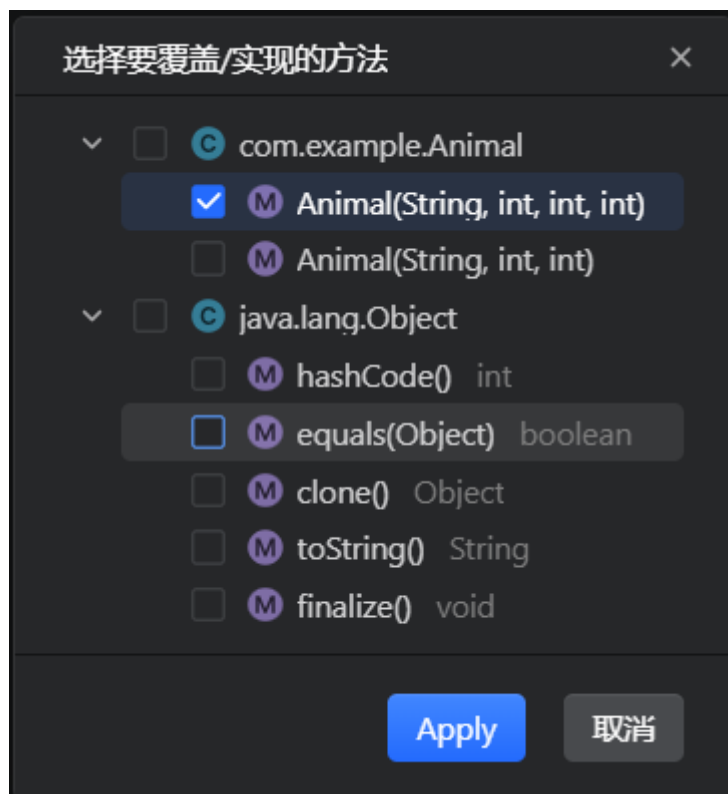 选择要覆盖/实现的方法 ×
C com.example.Animal
M Animal(String, int, int, int)
M Animal(String, int, int)
C java.lang.Object
M hashCode() int
M equals(Object) boolean
M clone() Object
M toString() String
M finalize() void
Apply 取消